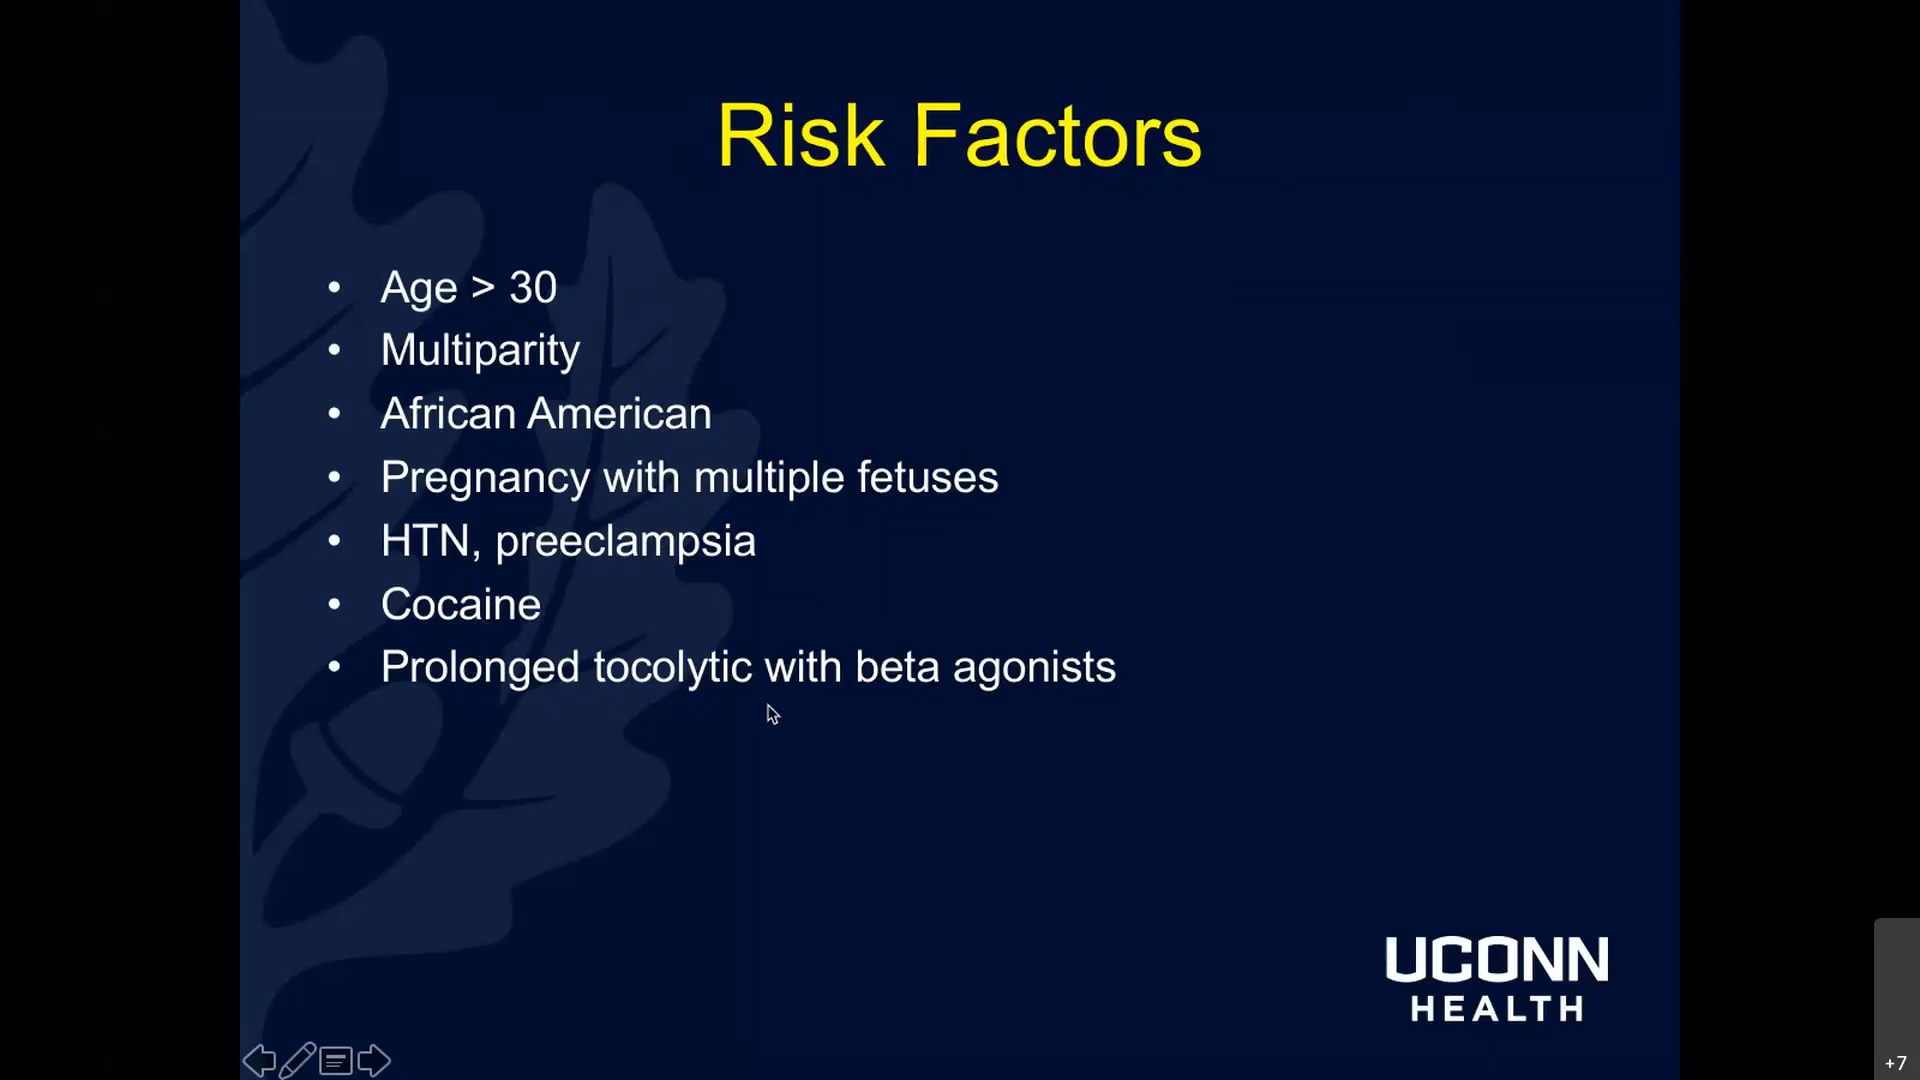 Risk Factors
• Age > 30
• Multiparity
• African American
• Pregnancy with multiple fetuses
• HTN, preeclampsia
• Cocaine
• Prolonged tocolytic with beta agonists
UCONN
HEALTH
+7